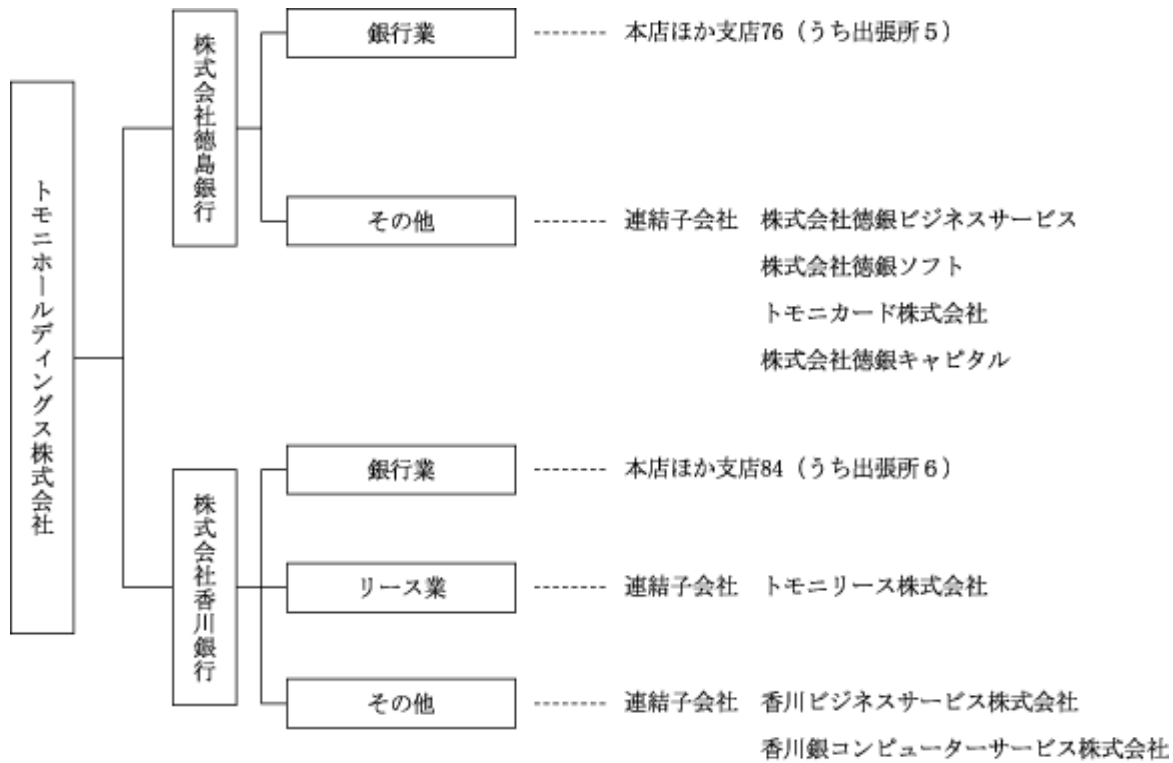 トモニホールディングス株式会社
株式会社徳島銀行
銀行業 本店ほか支店76（うち出張所５）
その他 連結子会社 株式会社徳銀ビジネスサービス
株式会社徳銀ソフト
トモニカード株式会社
株式会社徳銀キャピタル
株式会社香川銀行
銀行業 本店ほか支店84（うち出張所６）
リース業 連結子会社 トモニリース株式会社
その他 連結子会社 香川ビジネスサービス株式会社
香川銀コンピューターサービス株式会社